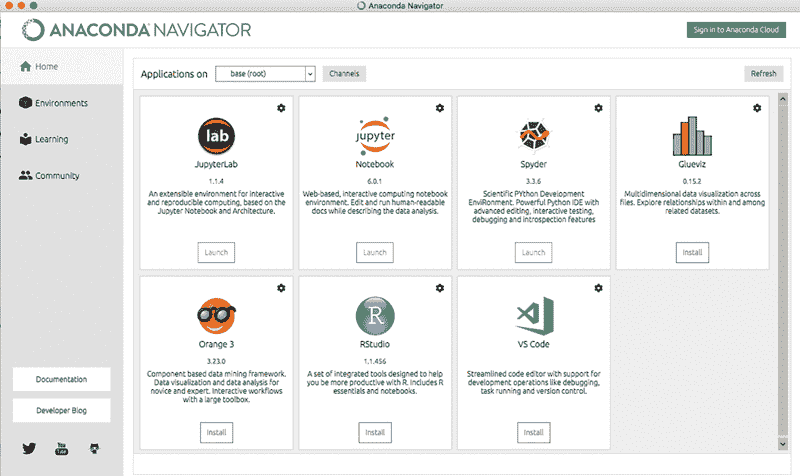 Anaconda Navigator
ANACONDA NAVIGATOR
Sign in to Anaconda Cloud
Home
Environments
Learning
Community
Documentation
Developer Blog
You
Tube
Applications on
base (root)
Channels
Refresh
lab
JupyterLab
1.1.4
An extensible environment for interactive
and reproducible computing, based on the
Jupyter Notebook and Architecture.
Launch
jupyter
Notebook
6.0.1
Web-based, interactive computing notebook
environment. Edit and run human-readable
docs while describing the data analysis.
Launch
Spyder
3.3.6
Scientific PYthon Development
EnviRonment. Powerful Python IDE with
advanced editing, interactive testing,
debugging and introspection features
Launch
Glueviz
0.15.2
Multidimensional data visualization across
files. Explore relationships within and among
related datasets.
Install
Orange 3
3.23.0
Component based data mining framework.
Data visualization and data analysis for
novice and expert. Interactive workflows
with a large toolbox.
Install
R
RStudio
1.1.456
A set of integrated tools designed to help
you be more productive with R. Includes R
essentials and notebooks.
Install
VS Code
Streamlined code editor with support for
development operations like debugging,
task running and version control.
Install